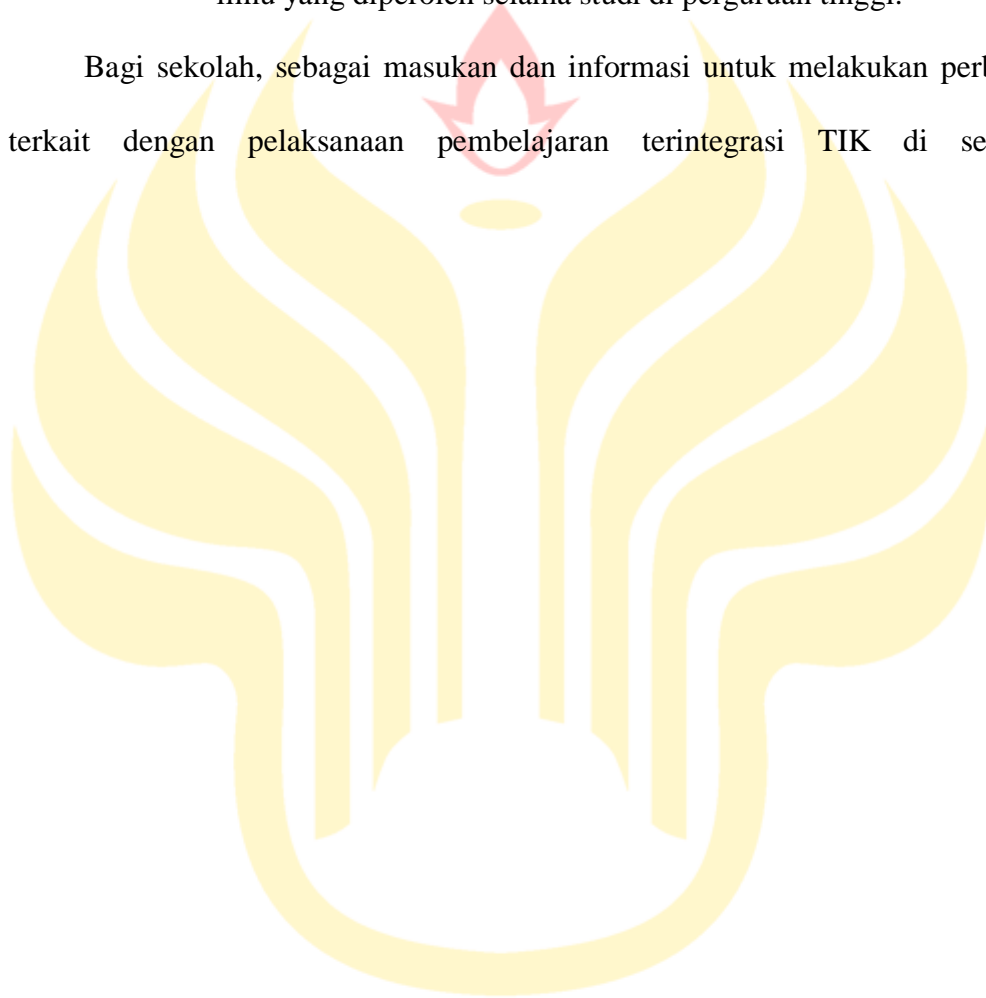 yang diperoleh selama studi di perguruan tinggi.
Bagi sekolah, sebagai masukan dan informasi untuk melakukan
terkait dengan pelaksanaan pembelajaran terintegrasi TIK di